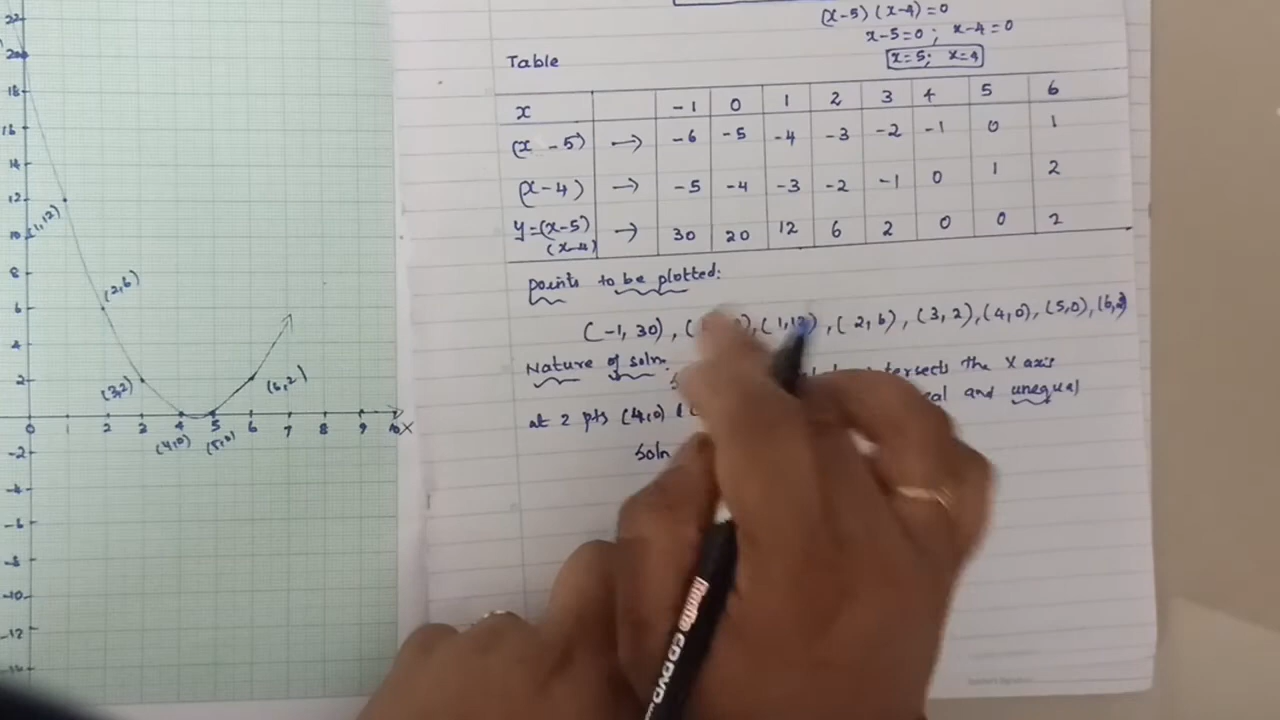 (x-5) (x-4) = 0
x-5=0 ; x-4=0
x=5; x=4
Table
x -1 0 1 2 3 4 5 6
(x -5) → -6 -5 -4 -3 -2 -1 0 1
(x-4) → -5 -4 -3 -2 -1 0 1 2
y=(x-5) → 30 20 12 6 2 0 0 2
(x-4)
points to be plotted:
(-1, 30), ( (1,12), (2, 6), (3, 2), (4,0), (5,0), (6,2)
Nature of soln: the X axis
at 2 pts (4,0) and unequal
soln
22
20
18
16
14
12
10
8
6
4
2
0 1 2 3 4 5 6 7 8 9 10 X
-2
-4
-6
-8
-10
-12
-14
(1,12)
(2,6)
(3,2)
(4,0)
(5,0)
(6,2)